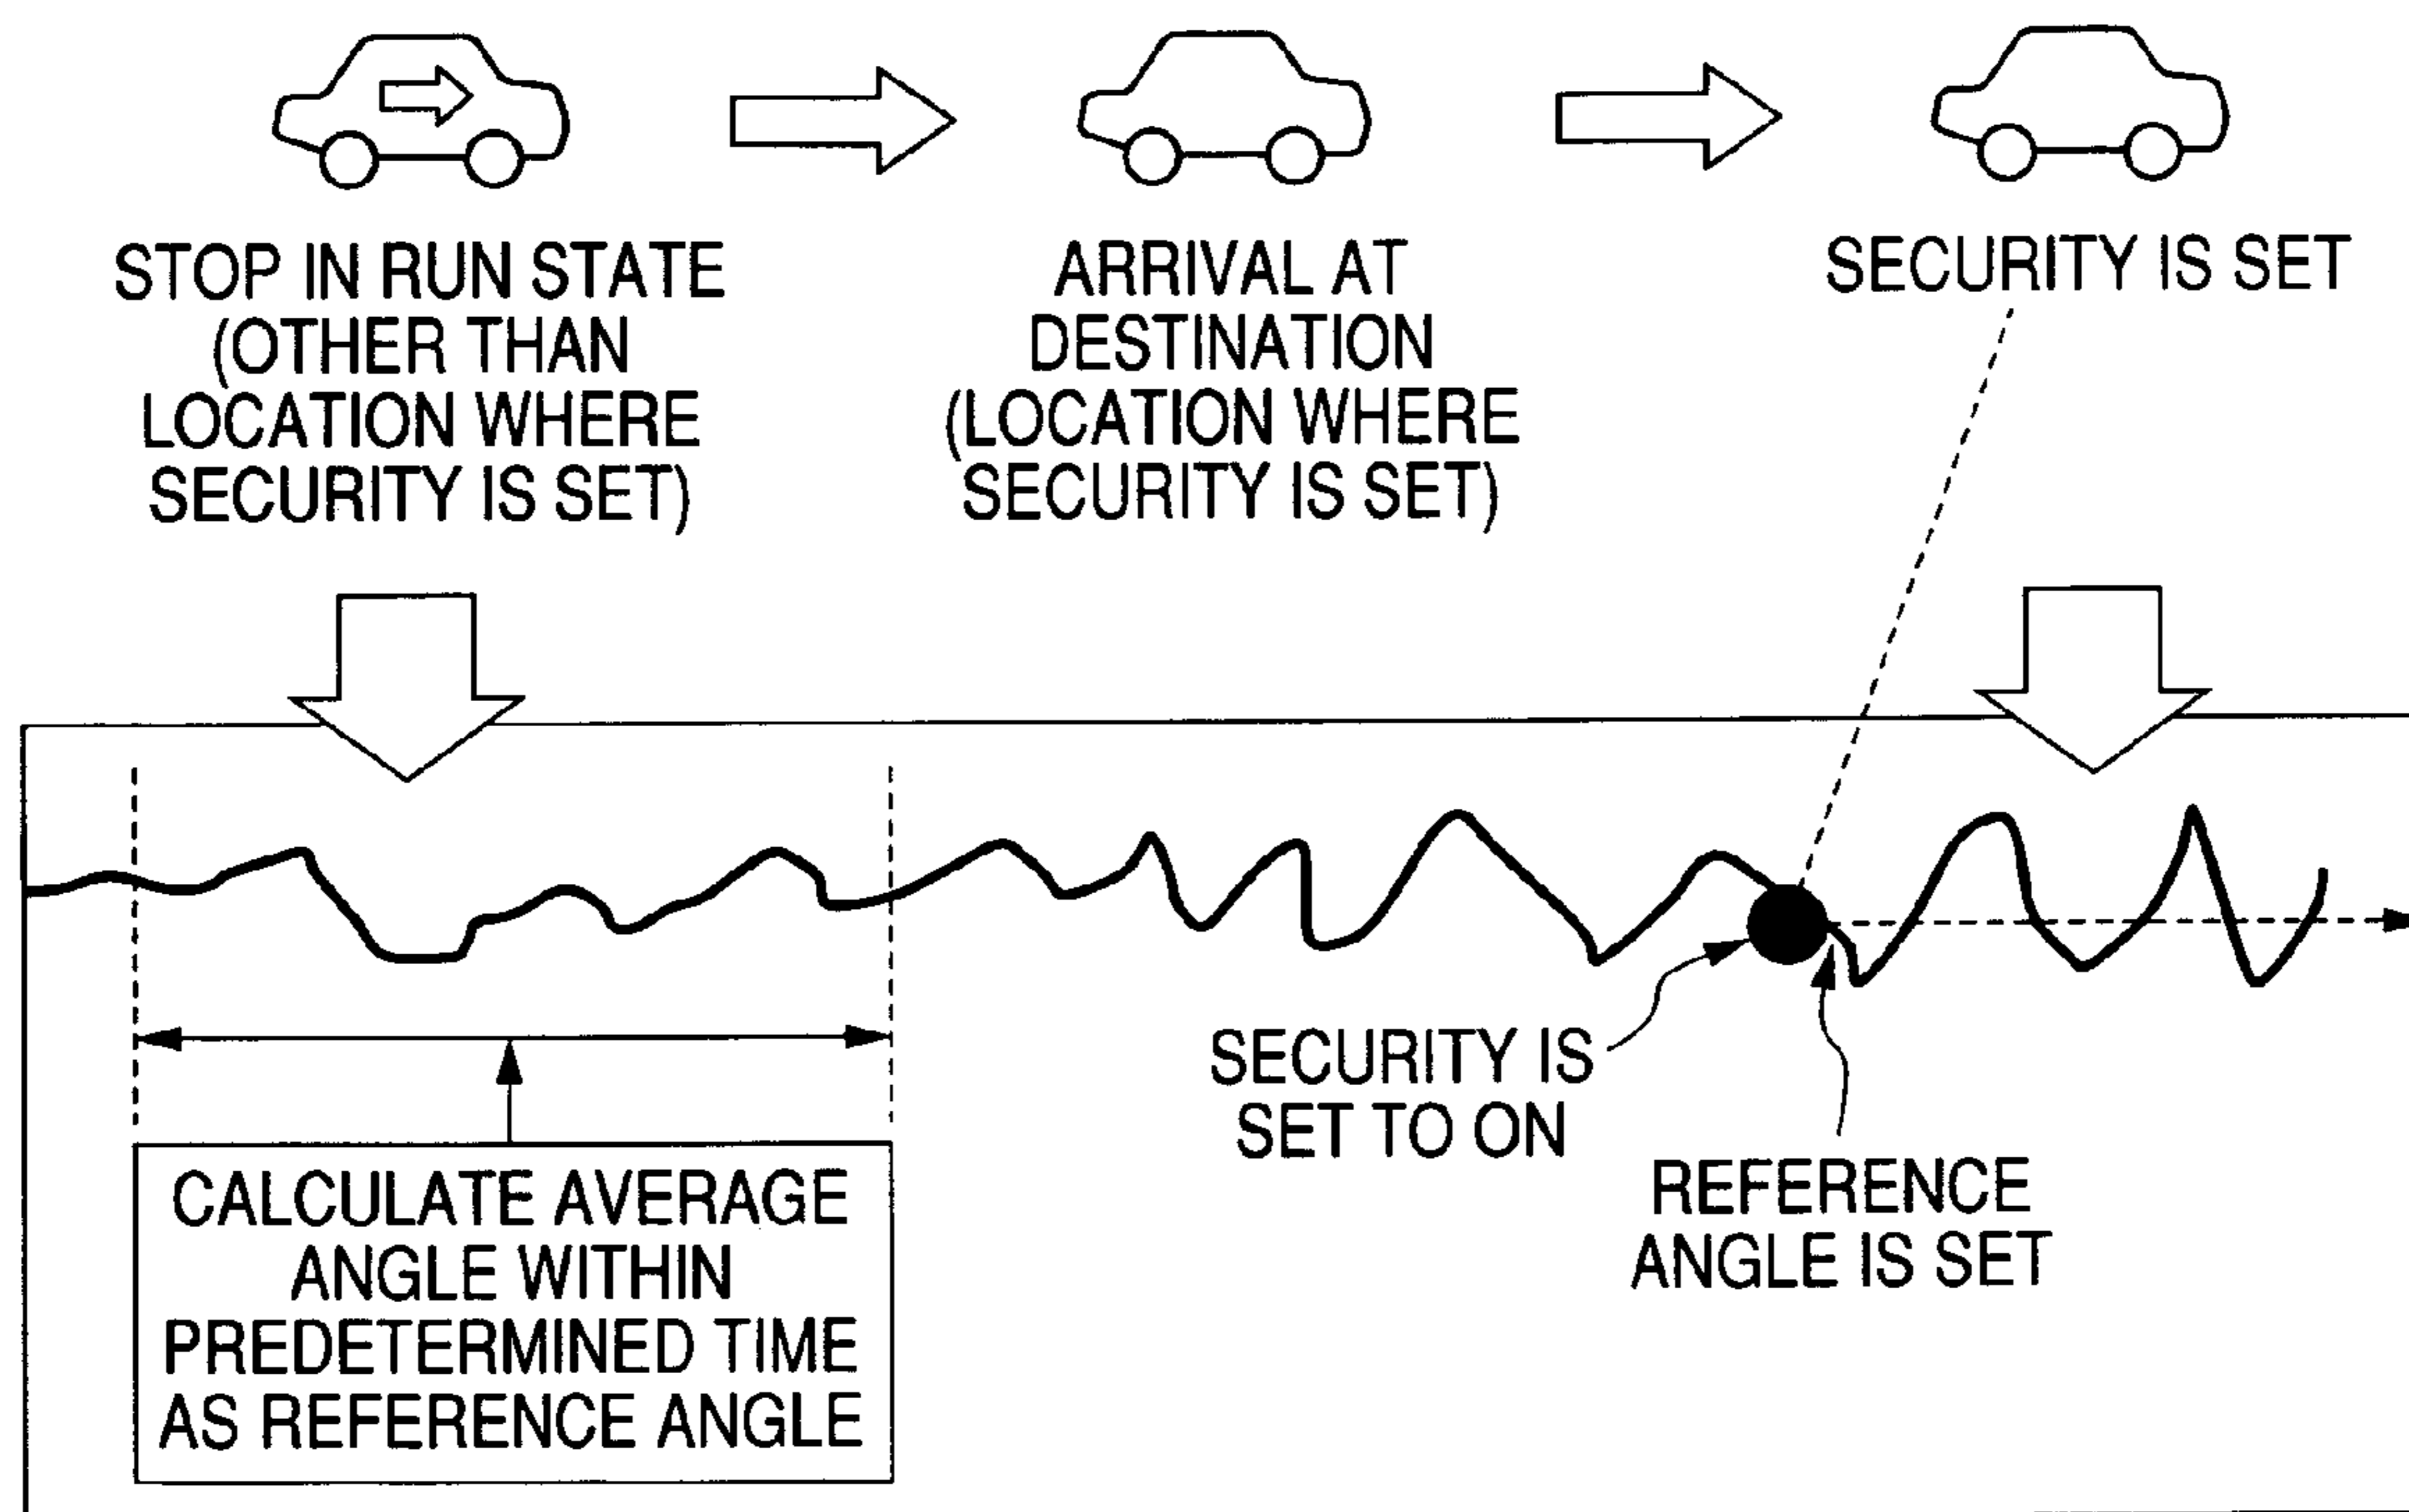 STOP IN RUN STATE
(OTHER THAN
LOCATION WHERE
SECURITY IS SET)
ARRIVAL AT
DESTINATION
(LOCATION WHERE
SECURITY IS SET)
SECURITY IS SET
SECURITY IS
SET TO ON
REFERENCE
ANGLE IS SET
CALCULATE AVERAGE
ANGLE WITHIN
PREDETERMINED TIME
AS REFERENCE ANGLE